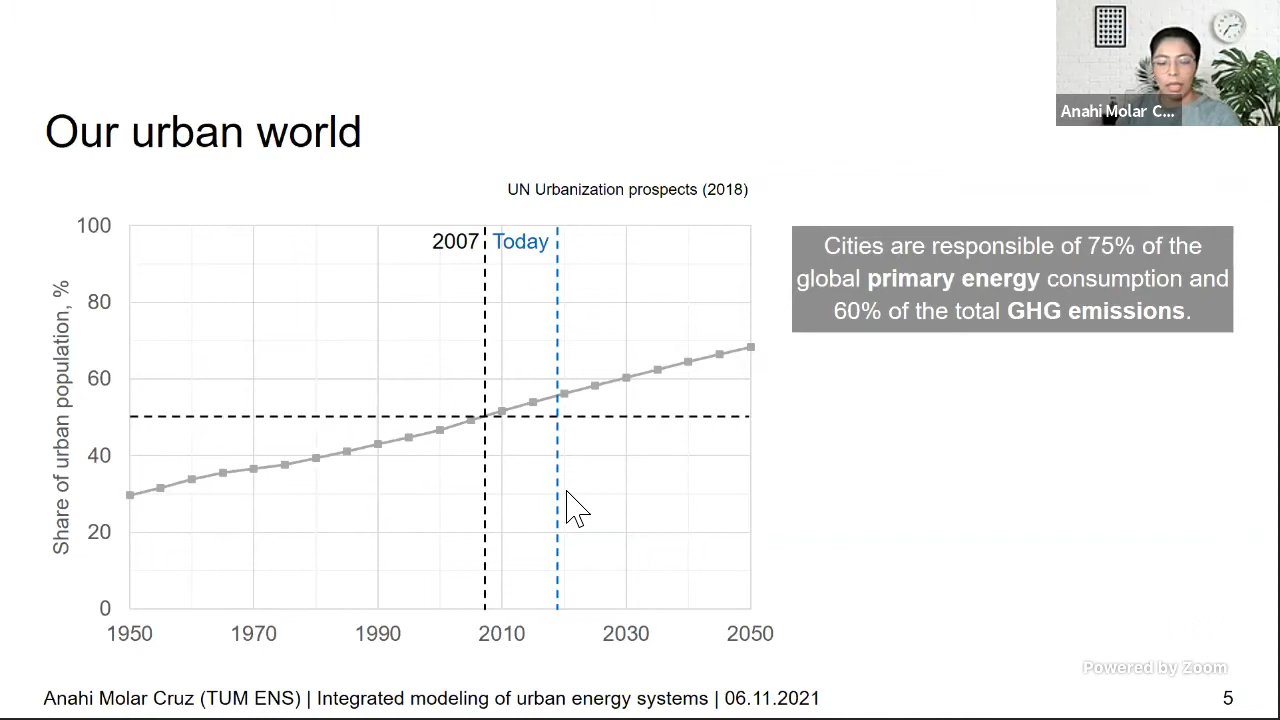 Anahi Molar C...
Our urban world
UN Urbanization prospects (2018)
100
80
60
40
20
0
Share of urban population, %
2007
Today
1950
1970
1990
2010
2030
2050
Cities are responsible of 75% of the
global primary energy consumption and
60% of the total GHG emissions.
Powered by Zoom
Anahi Molar Cruz (TUM ENS) | Integrated modeling of urban energy systems | 06.11.2021
5